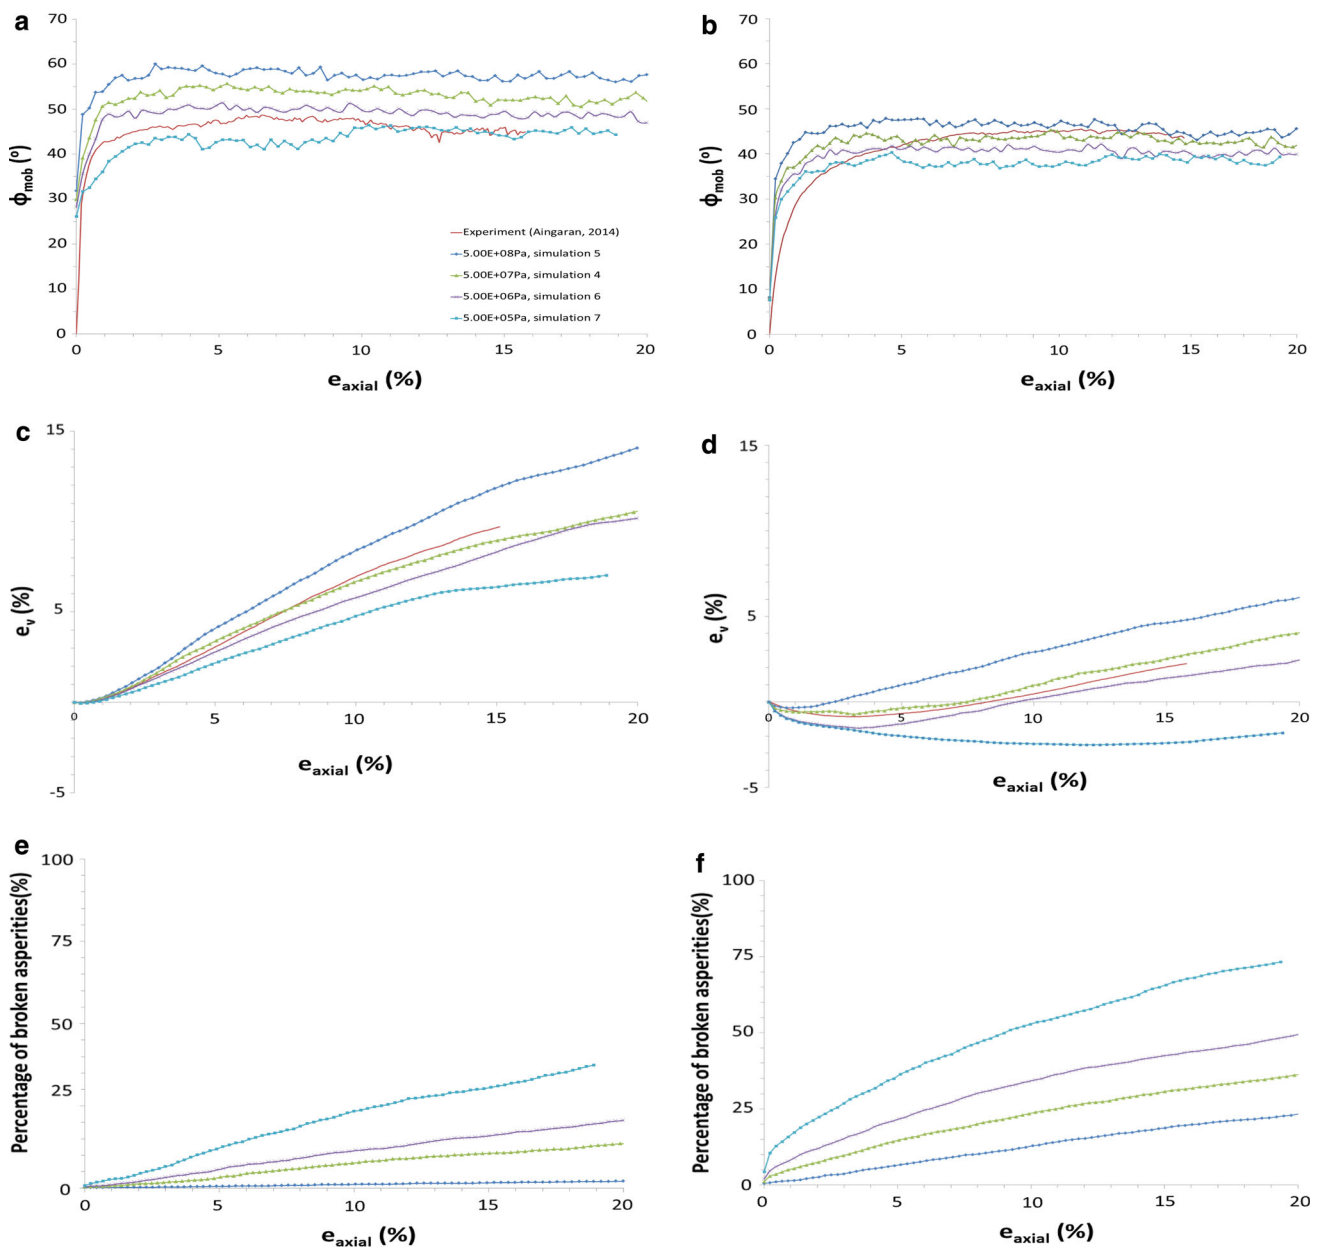 a
70
60
50
40
30
20
10
0
ϕmob (⁰)
0
5
10
15
20
eaxial (%)
Experiment (Aingaran, 2014)
5.00E+08Pa, simulation 5
5.00E+07Pa, simulation 4
5.00E+06Pa, simulation 6
5.00E+05Pa, simulation 7
b
70
60
50
40
30
20
10
0
ϕmob (⁰)
0
5
10
15
20
eaxial (%)
c
15
5
-5
ev (%)
0
5
10
15
20
eaxial (%)
d
15
5
-5
ev (%)
0
5
10
15
20
eaxial (%)
e
100
75
50
25
0
Percentage of broken asperities(%)
0
5
10
15
20
eaxial (%)
f
100
75
50
25
0
Percentage of broken asperities(%)
0
5
10
15
20
eaxial (%)